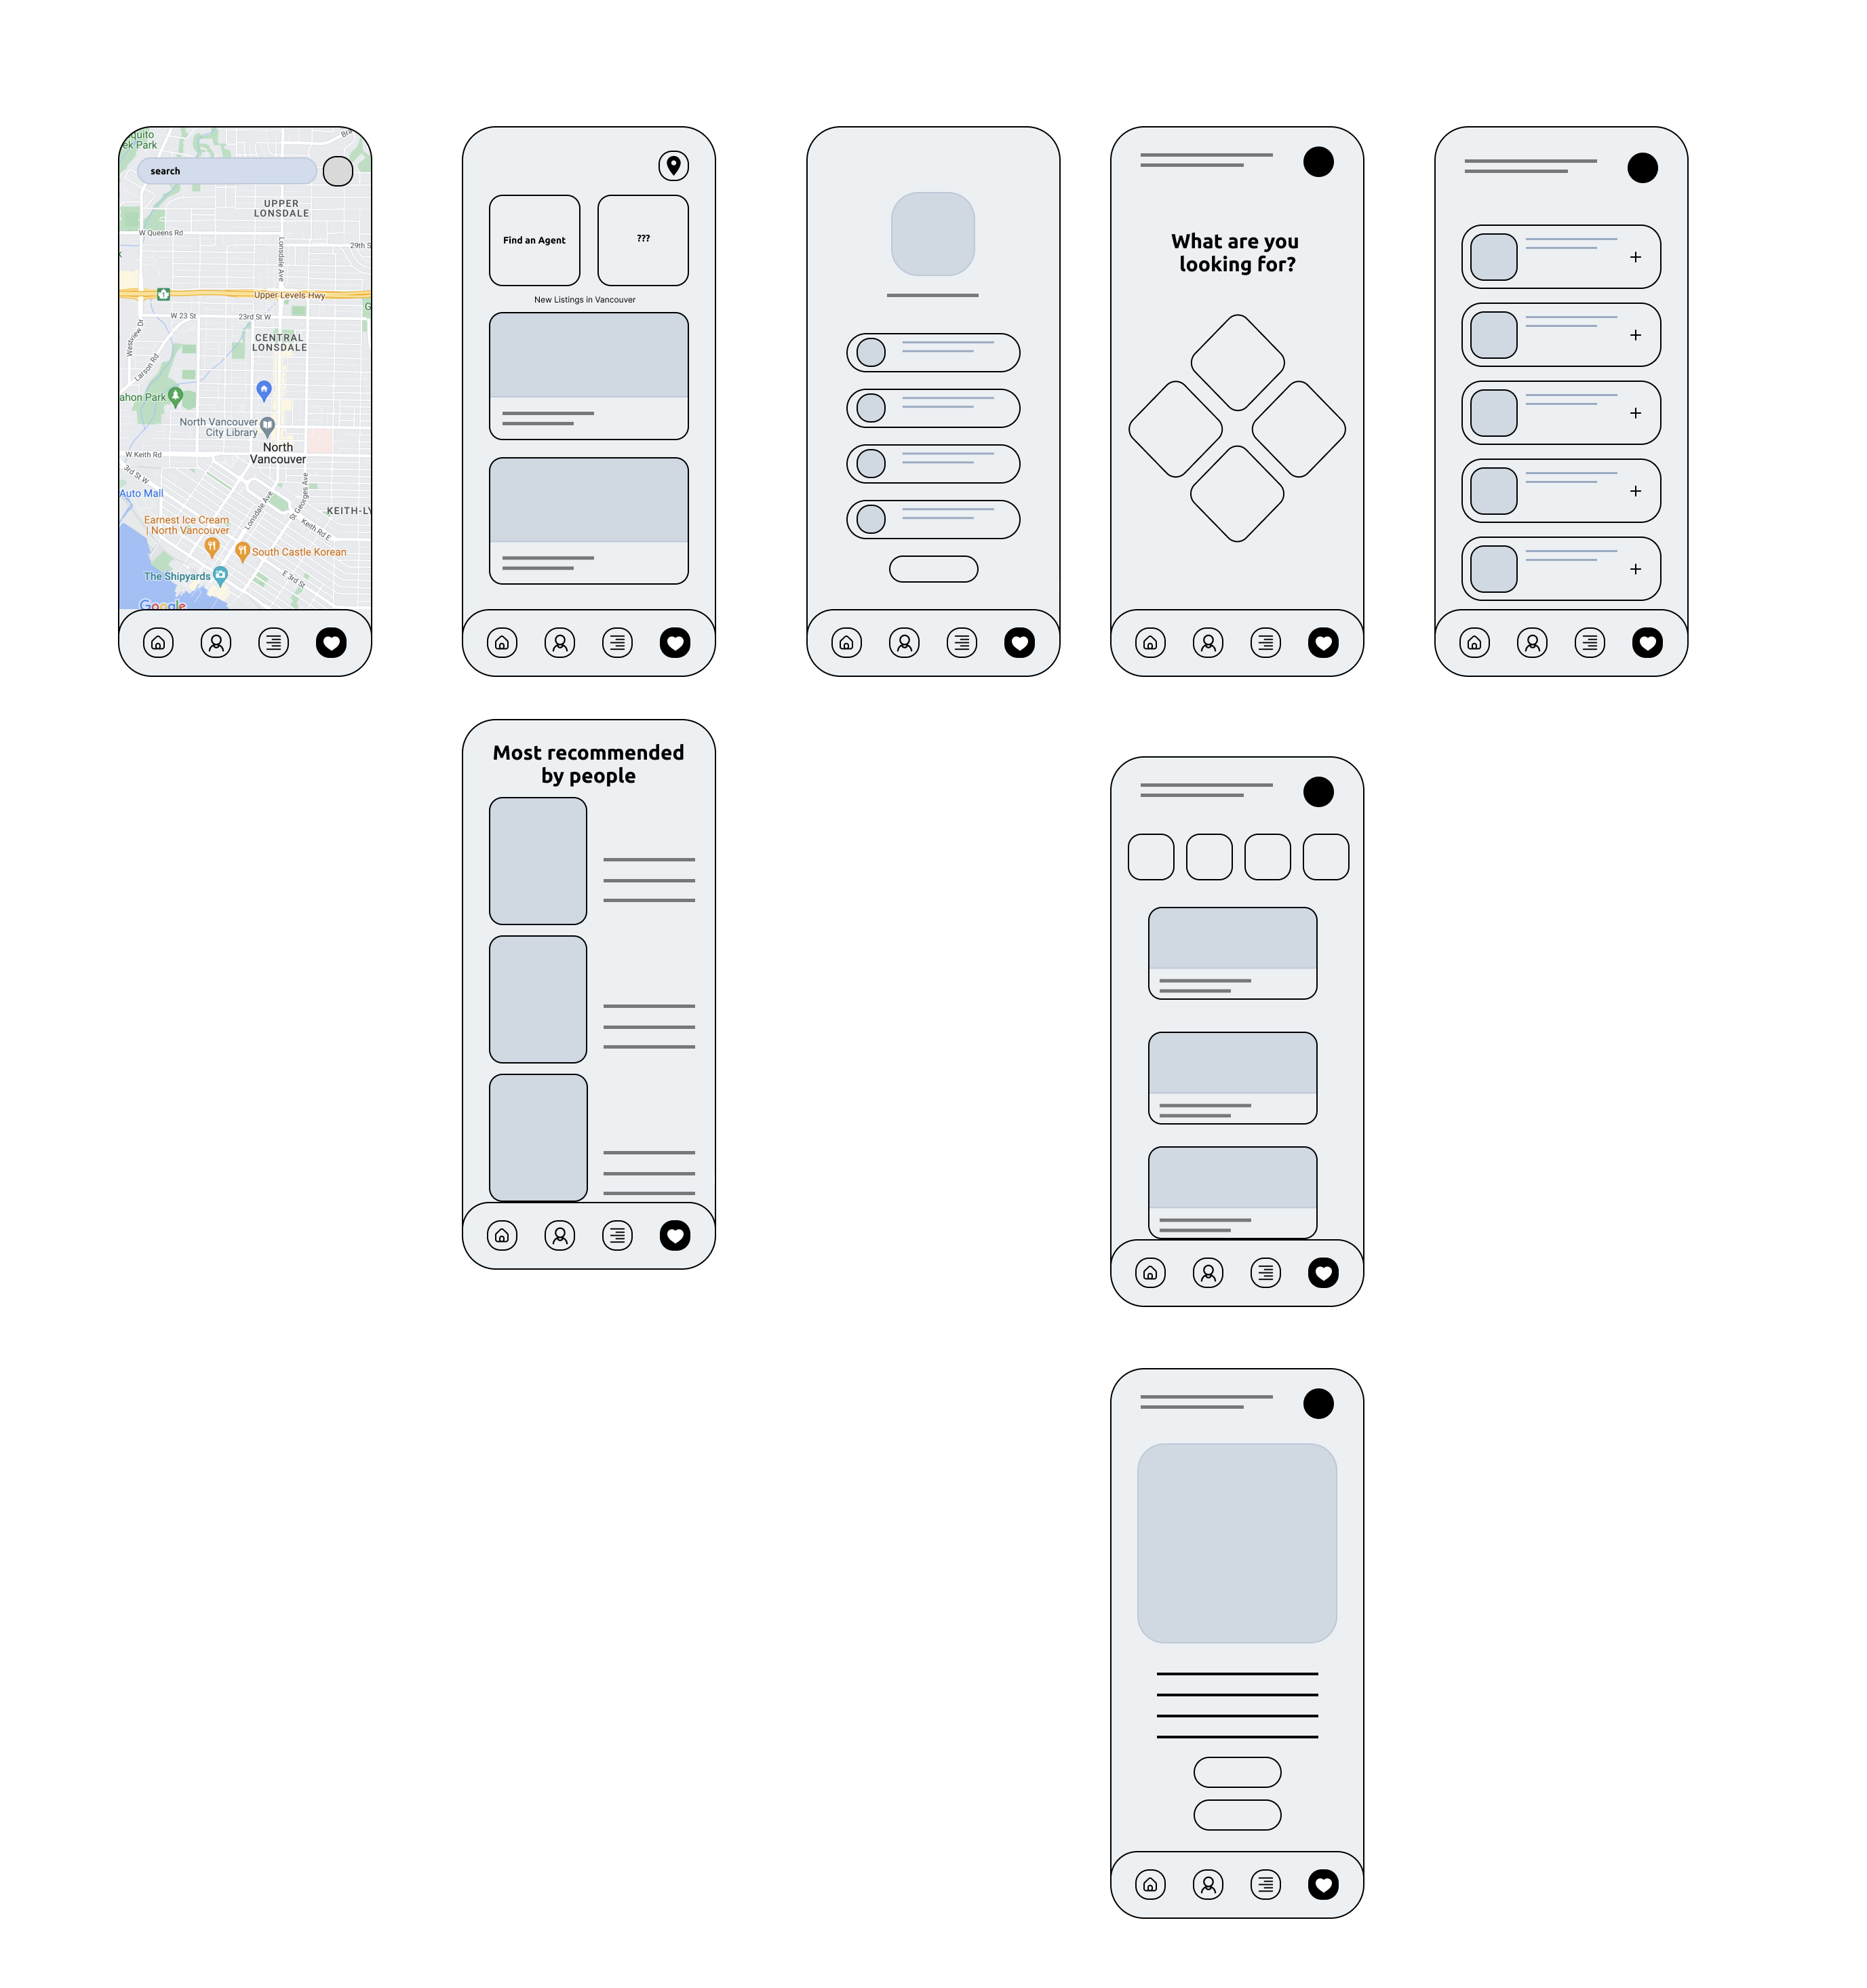 quito
ek Park
Bre
search
UPPER
LONSDALE
W Queens Rd
Lonsdale Ave
29th S
1
Upper Levels Hwy
G
W 23 St
23rd St W
Westview Dr
CENTRAL
LONSDALE
Larson Rd
ahon Park
North Vancouver
City Library
North
Vancouver
W Keith Rd
3rd St W
Auto Mall
St. Georges Ave
Lonsdale Ave
KEITH-LY
Earnest Ice Cream
| North Vancouver
Keith Rd E
South Castle Korean
The Shipyards
E 3rd St
Google
Find an Agent
???
New Listings in Vancouver
What are you
looking for?
+
+
+
+
+
Most recommended
by people